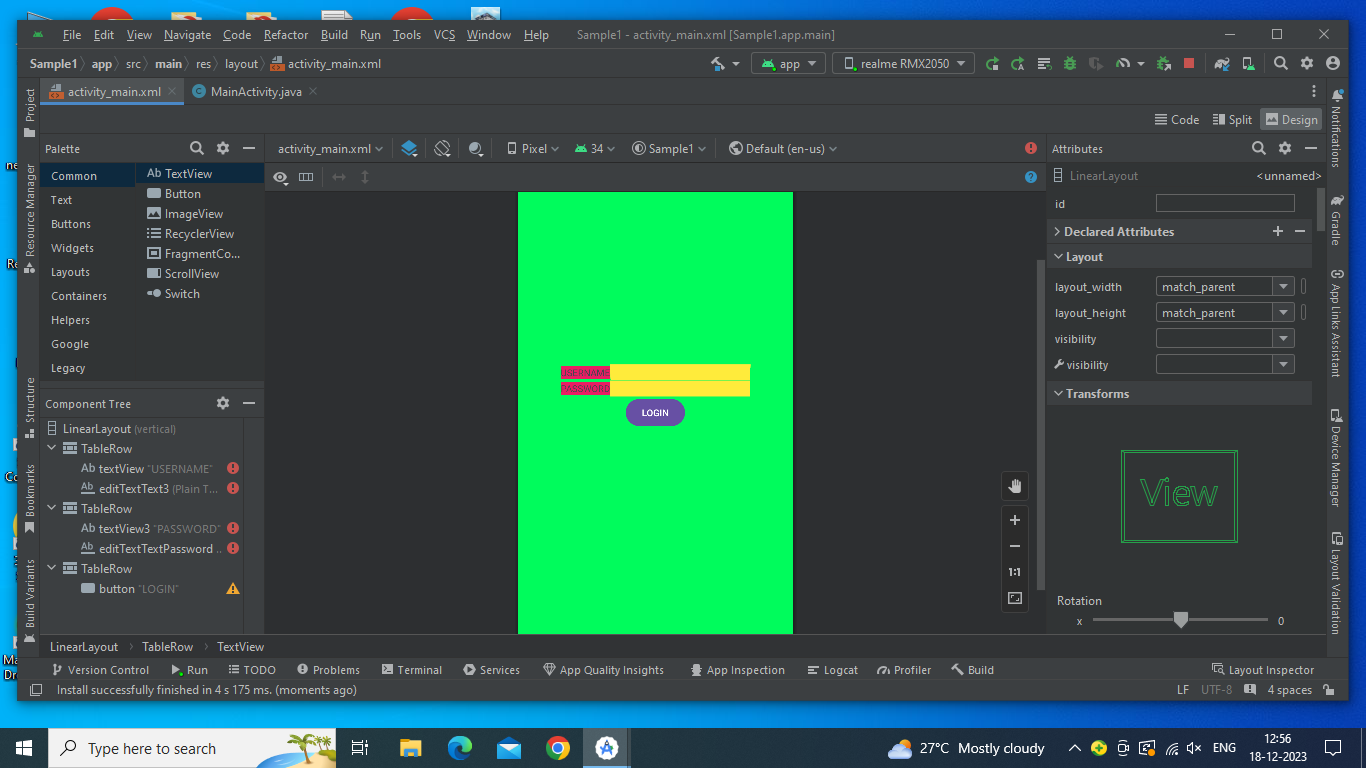 File Edit View Navigate Code Refactor Build Run Tools VCS Window Help Sample1 - activity_main.xml [Sample1.app.main]
Sample1 app src main res layout activity_main.xml app realme RMX2050
activity_main.xml MainActivity.java
Code Split Design
Project
Resource Manager
Structure
Bookmarks
Build Variants
Palette
Common
Text
Buttons
Widgets
Layouts
Containers
Helpers
Google
Legacy
Ab TextView
Button
ImageView
RecyclerView
FragmentCo...
ScrollView
Switch
Component Tree
LinearLayout (vertical)
TableRow
Ab textView "USERNAME"
Ab editTextText3 (Plain T...
TableRow
Ab textView3 "PASSWORD"
Ab editTextTextPassword ..
TableRow
button "LOGIN"
activity_main.xml Pixel 34 Sample1 Default (en-us)
USERNAME
PASSWORD
LOGIN
1:1
Attributes
LinearLayout <unnamed>
id
Declared Attributes
Layout
layout_width match_parent
layout_height match_parent
visibility
visibility
Transforms
View
Rotation
x 0
Notifications
Gradle
App Links Assistant
Device Manager
Layout Validation
LinearLayout TableRow TextView
Version Control Run TODO Problems Terminal Services App Quality Insights App Inspection Logcat Profiler Build Layout Inspector
Install successfully finished in 4 s 175 ms. (moments ago) LF UTF-8 4 spaces
Type here to search 27°C Mostly cloudy ENG 12:56
18-12-2023